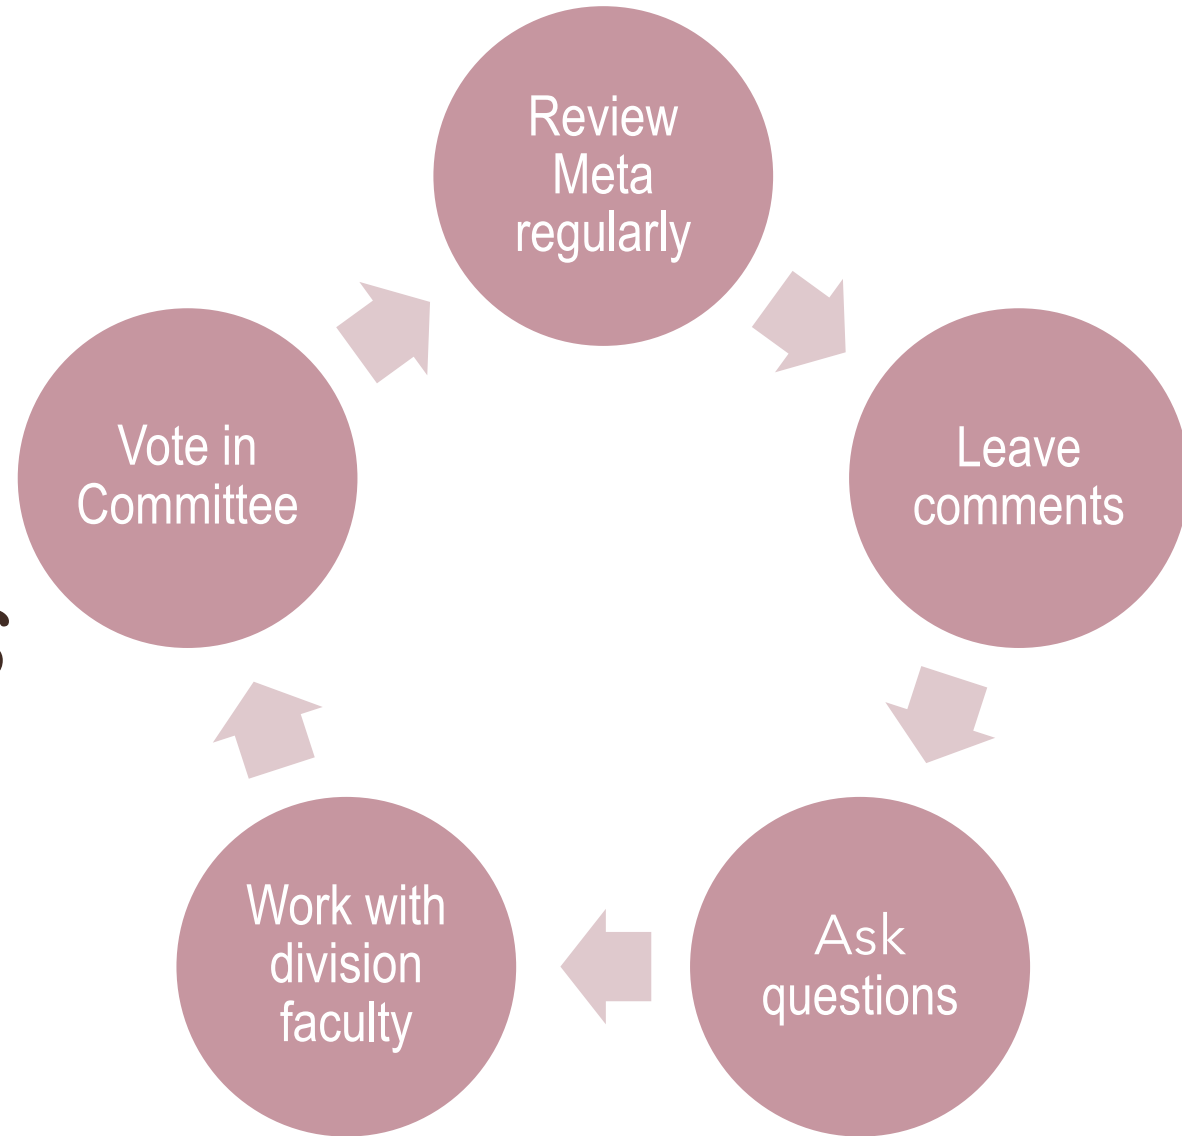 Review
Meta
regularly
Leave
comments
Ask
questions
Work with
division
faculty
Vote in
Committee